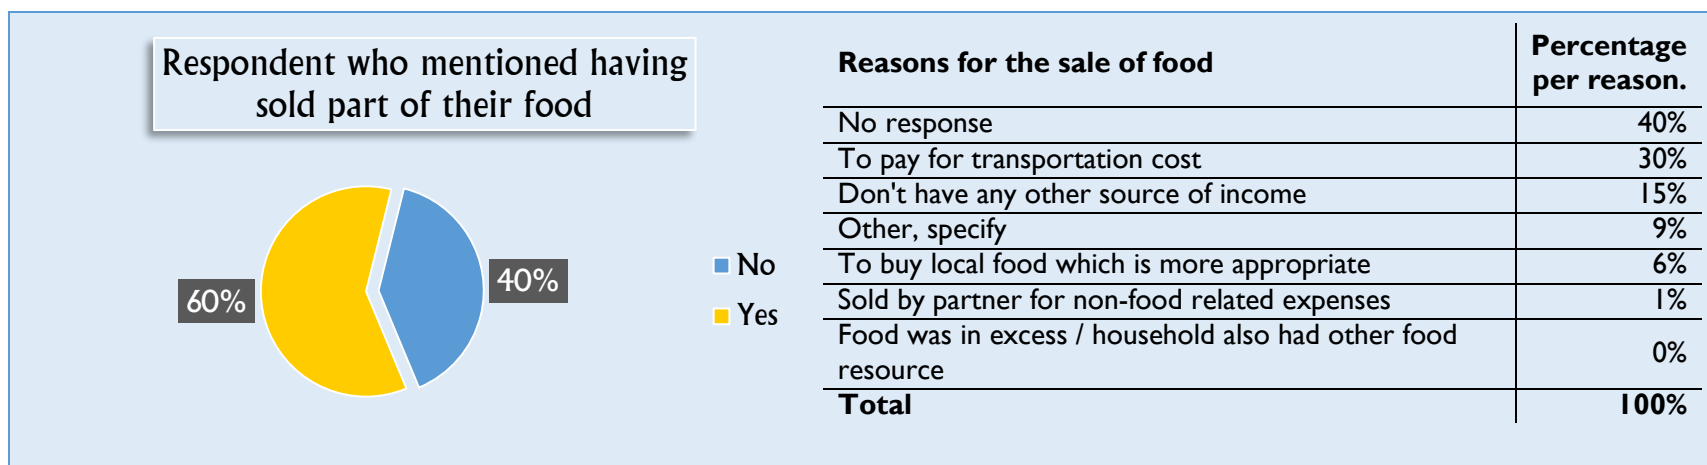 Respondent who mentioned having
sold part of their food
60%
40%
No
Yes
Reasons for the sale of food
Percentage
per reason.
No response 40%
To pay for transportation cost 30%
Don't have any other source of income 15%
Other, specify 9%
To buy local food which is more appropriate 6%
Sold by partner for non-food related expenses 1%
Food was in excess / household also had other food
resource 0%
Total 100%